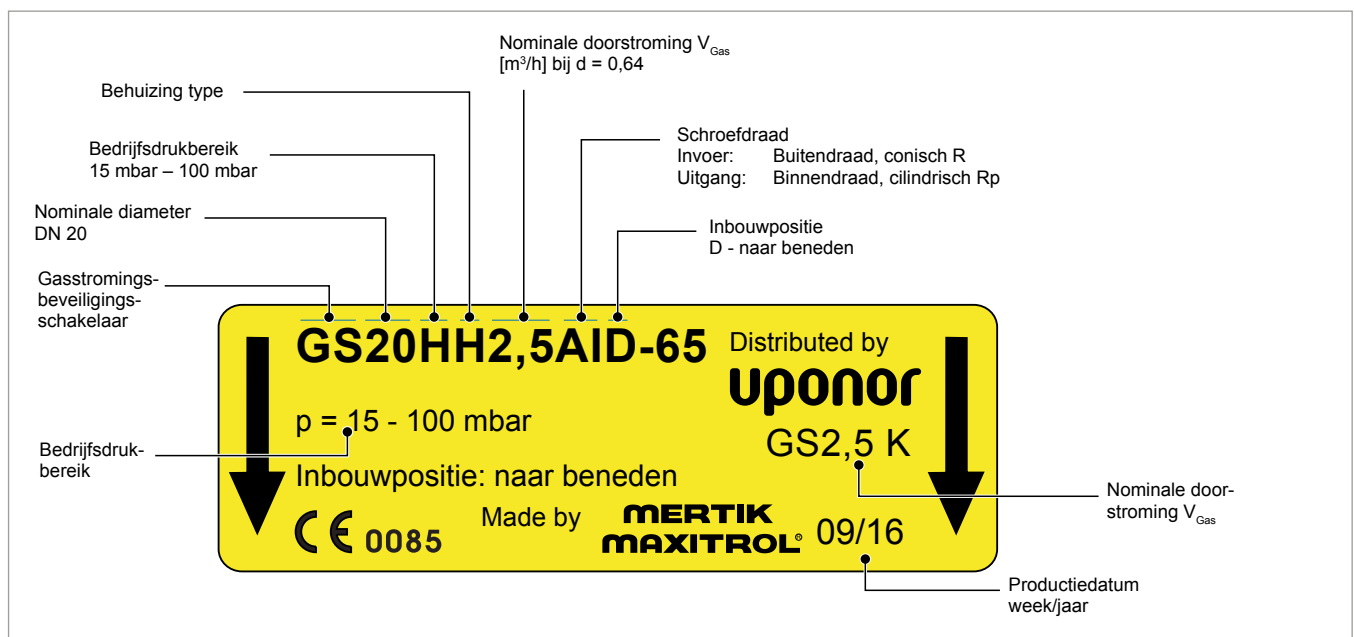 Nominale doorstroming V_Gas
[m³/h] bij d = 0,64
Behuizing type
Bedrijfsdrukbereik
15 mbar – 100 mbar
Schroefdraad
Invoer: Buitendraad, conisch R
Uitgang: Binnendraad, cilindrisch Rp
Nominale diameter
DN 20
Inbouwpositie
D - naar beneden
Gasstromings-
beveiligings-
schakelaar
GS20HH2,5AID-65
Distributed by
uponor
p = 15 - 100 mbar
GS2,5 K
Bedrijfsdruk-
bereik
Inbouwpositie: naar beneden
Nominale door-
stroming V_Gas
CE 0085
Made by
MERTIK
MAXITROL®
09/16
Productiedatum
week/jaar